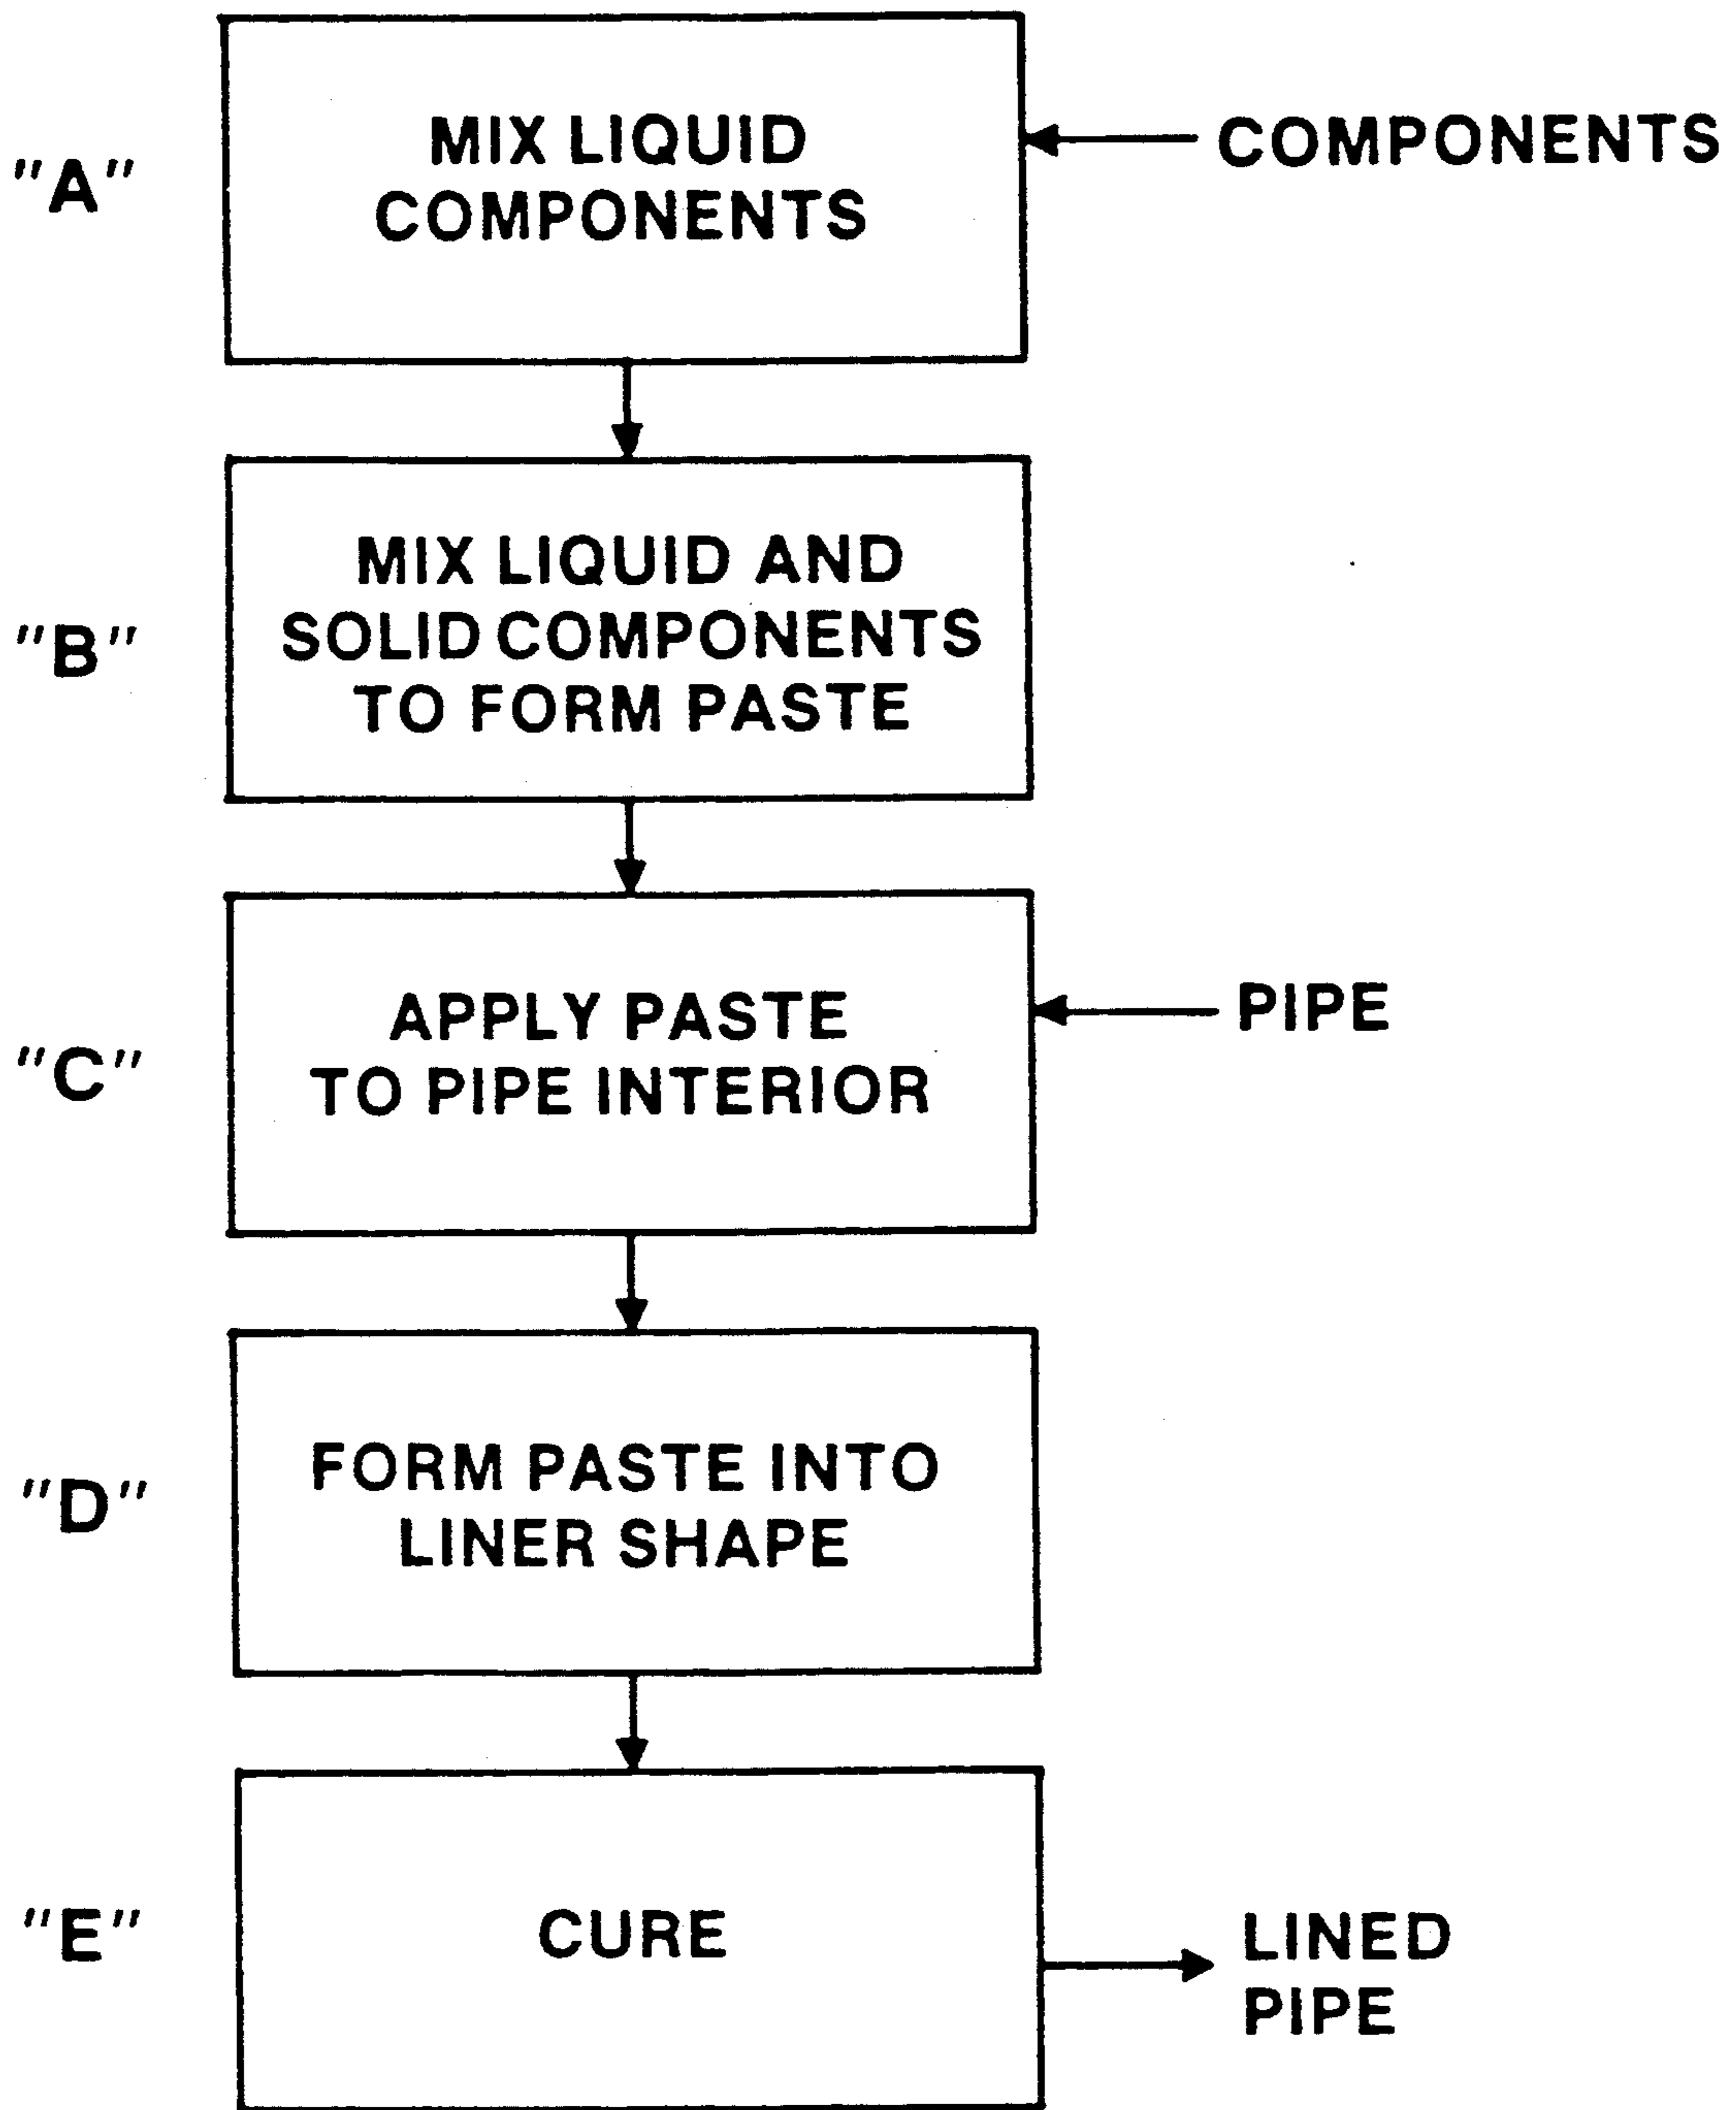 "A"
MIX LIQUID
COMPONENTS
COMPONENTS
"B"
MIX LIQUID AND
SOLID COMPONENTS
TO FORM PASTE
"C"
APPLY PASTE
TO PIPE INTERIOR
PIPE
"D"
FORM PASTE INTO
LINER SHAPE
"E"
CURE
LINED
PIPE